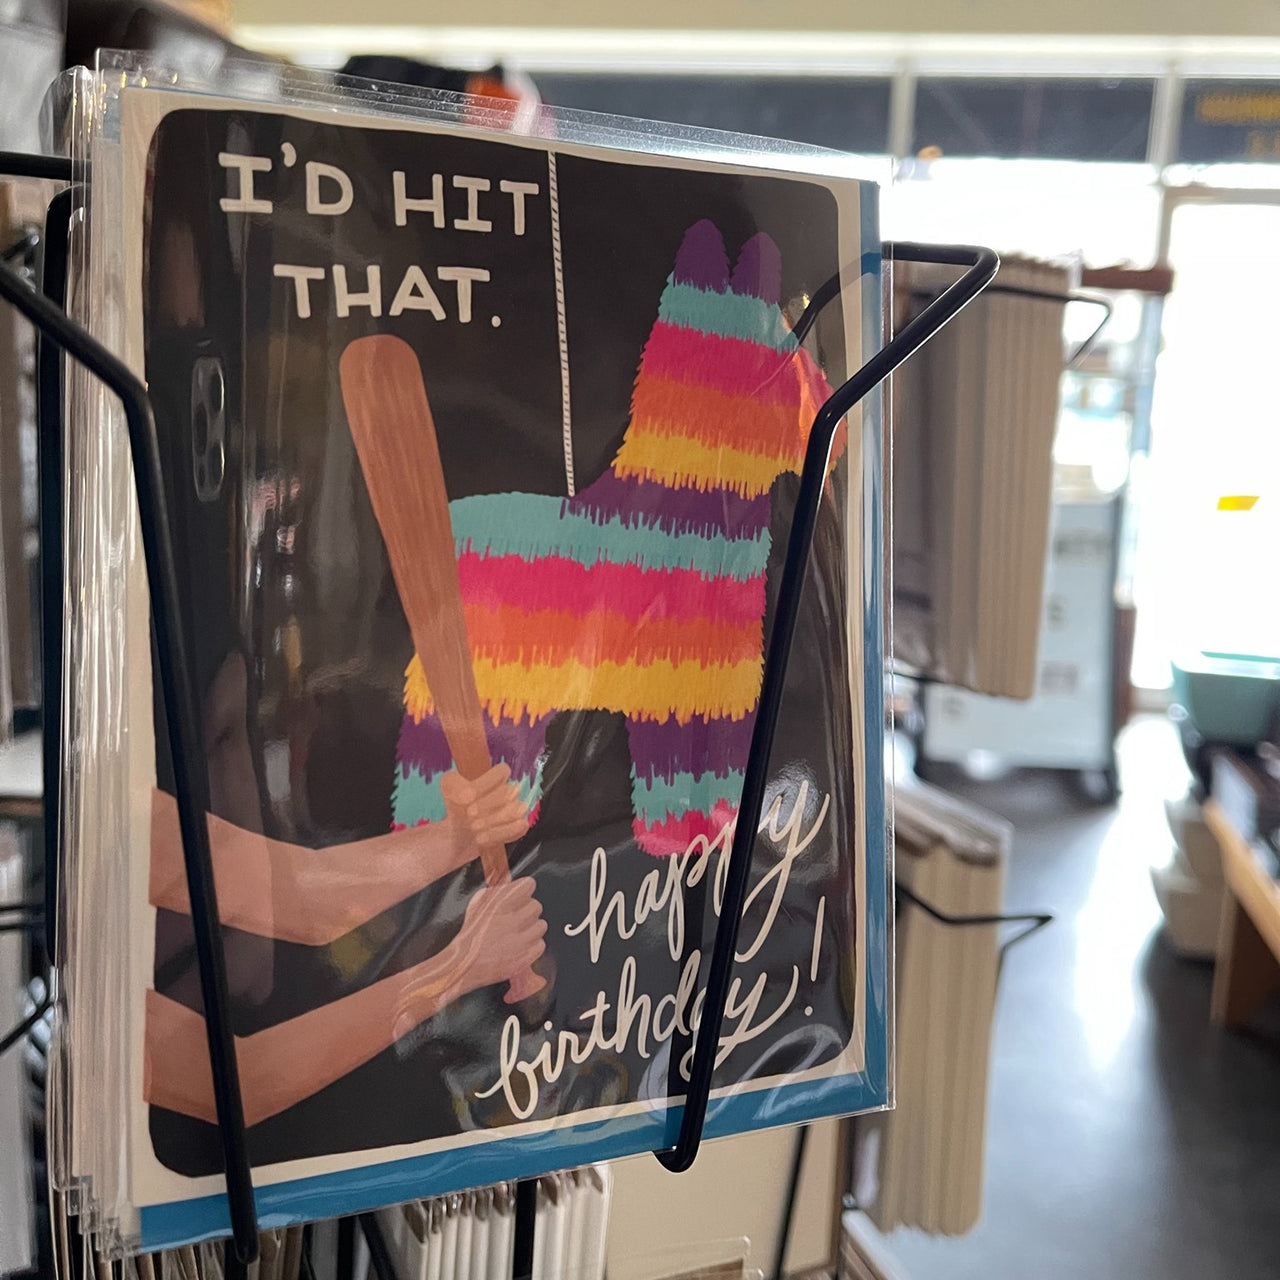 I'D HIT
THAT.
happy
birthday!